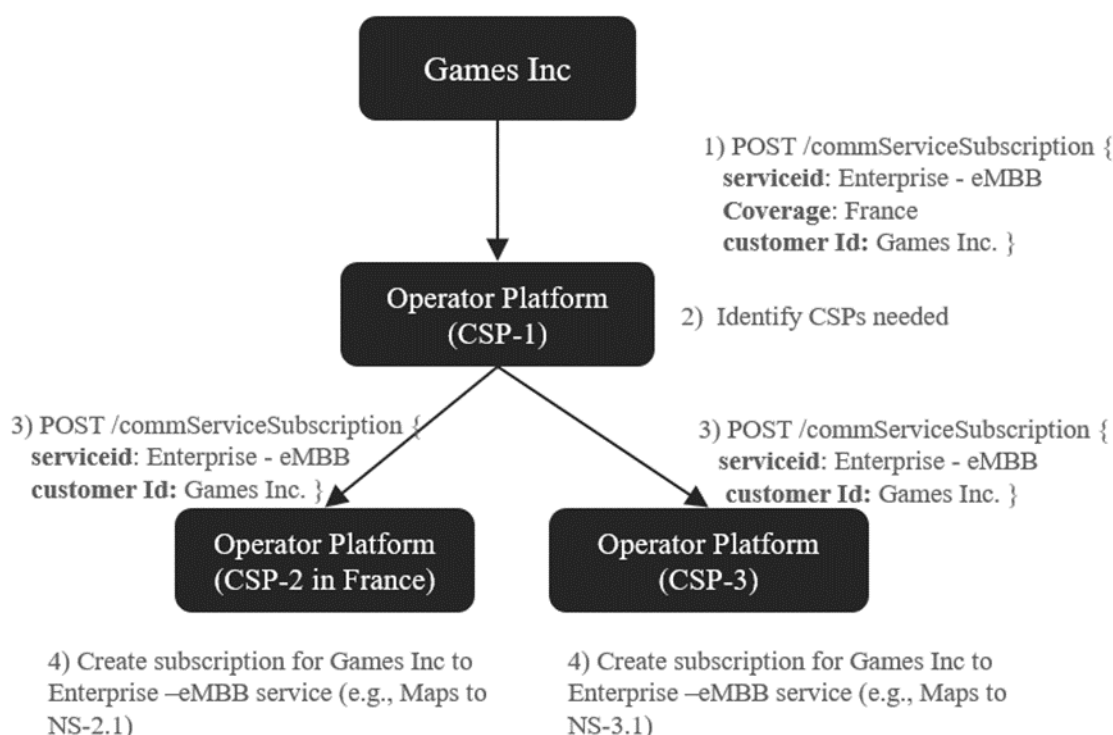 Games Inc
1) POST /commServiceSubscription {
serviceid: Enterprise - eMBB
Coverage: France
customer Id: Games Inc. }
Operator Platform
(CSP-1)
2) Identify CSPs needed
3) POST /commServiceSubscription {
serviceid: Enterprise - eMBB
customer Id: Games Inc. }
3) POST /commServiceSubscription {
serviceid: Enterprise - eMBB
customer Id: Games Inc. }
Operator Platform
(CSP-2 in France)
Operator Platform
(CSP-3)
4) Create subscription for Games Inc to
Enterprise –eMBB service (e.g., Maps to
NS-2.1)
4) Create subscription for Games Inc to
Enterprise –eMBB service (e.g., Maps to
NS-3.1)